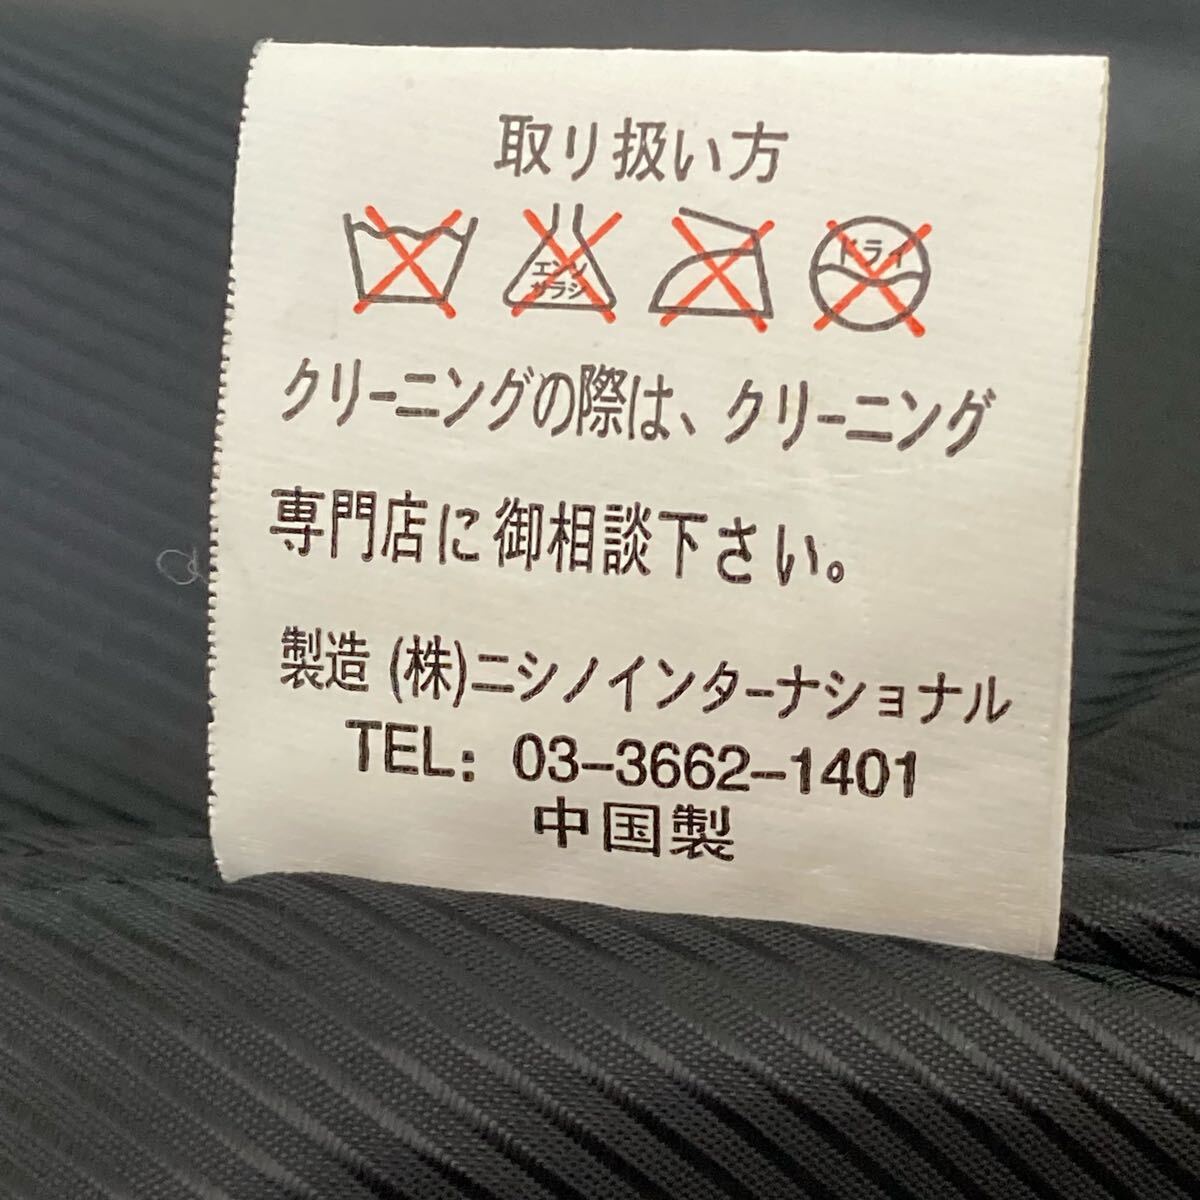 取り扱い方
エンソ ドライ
サラシ
クリーニングの際は、クリーニング
専門店に御相談下さい。
製造 (株)ニシノインターナショナル
TEL: 03-3662-1401
中国製